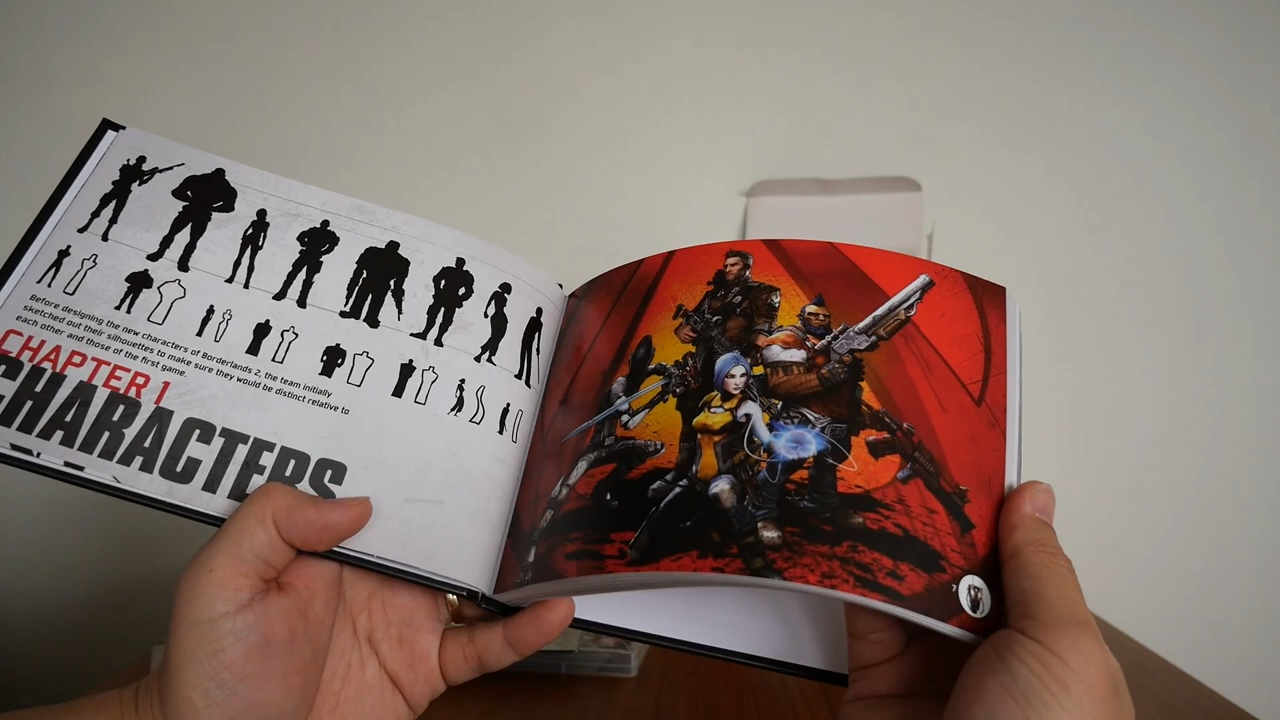 Before designing the new characters of Borderlands 2, the team initially
sketched out their silhouettes to make sure they would be distinct relative to
each other and those of the first game.
CHAPTER 1
CHARACTERS